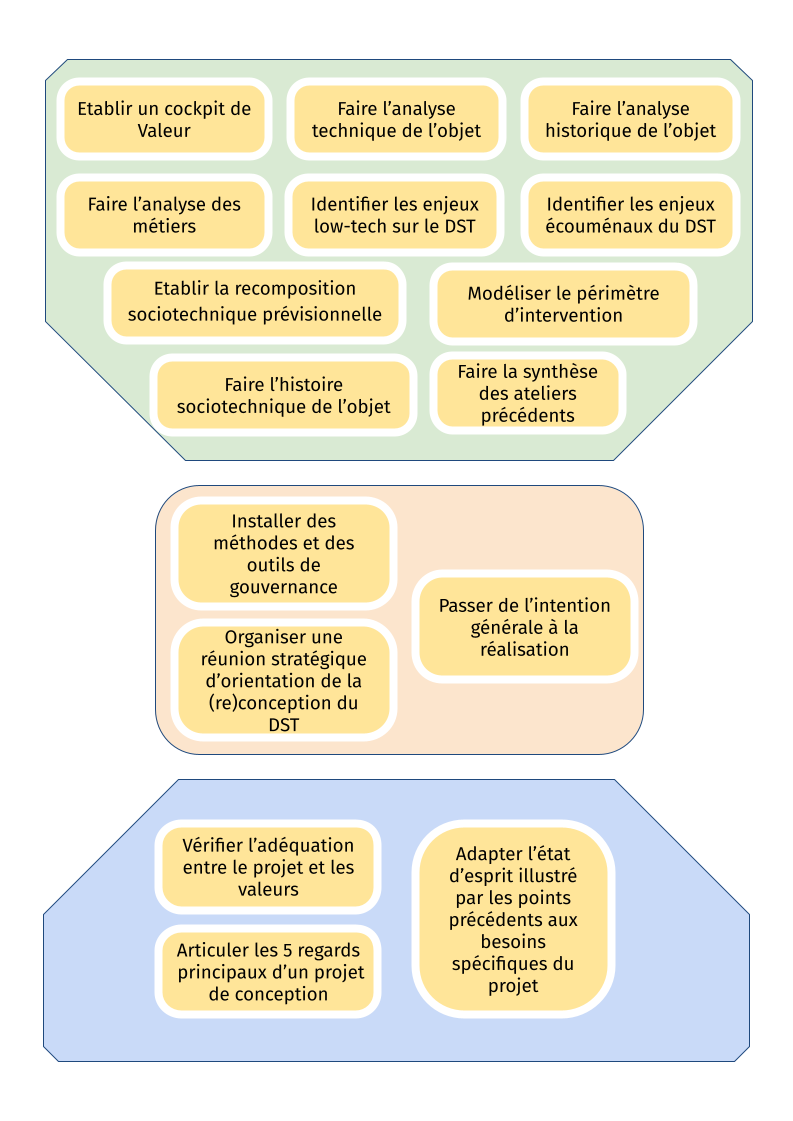 Etablir un cockpit de
Valeur
Faire l’analyse
technique de l’objet
Faire l’analyse
historique de l’objet
Faire l’analyse des
métiers
Identifier les enjeux
low-tech sur le DST
Identifier les enjeux
écouménaux du DST
Etablir la recomposition
sociotechnique prévisionnelle
Modéliser le périmètre
d’intervention
Faire l’histoire
sociotechnique de l’objet
Faire la synthèse
des ateliers
précédents
Installer des
méthodes et des
outils de
gouvernance
Passer de l’intention
générale à la
réalisation
Organiser une
réunion stratégique
d’orientation de la
(re)conception du
DST
Vérifier l’adéquation
entre le projet et les
valeurs
Adapter l’état
d’esprit illustré
par les points
précédents aux
besoins
spécifiques du
projet
Articuler les 5 regards
principaux d’un projet
de conception